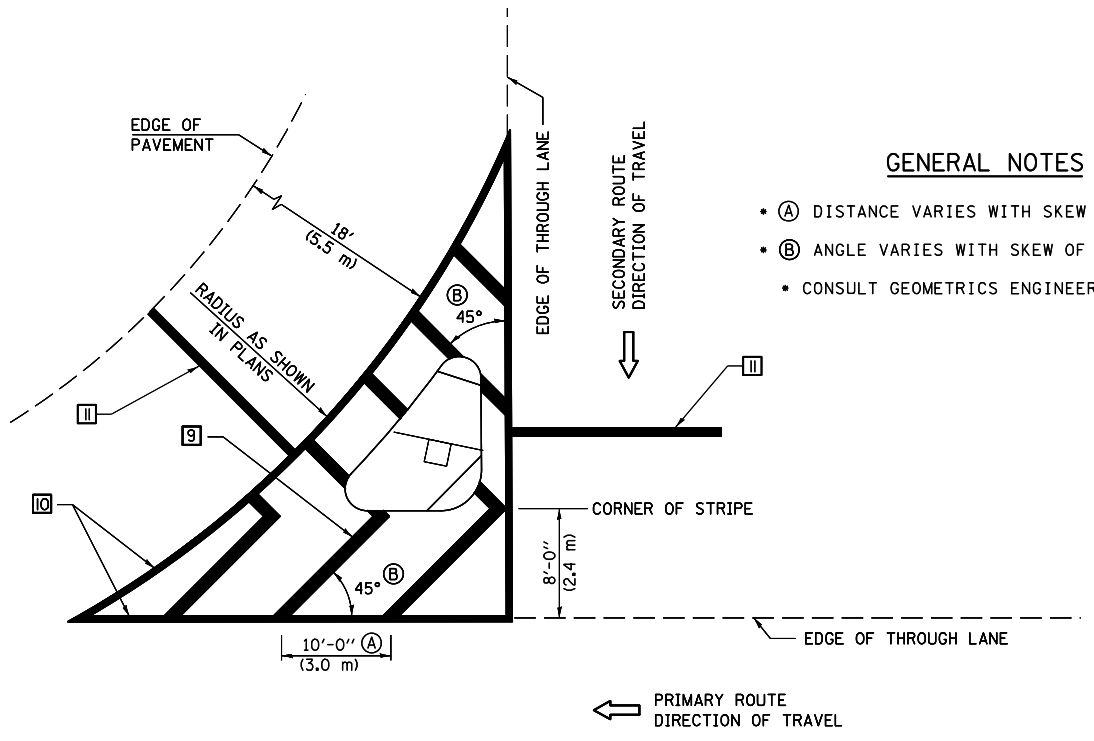 EDGE OF
PAVEMENT
18'
(5.5 m)
RADIUS AS SHOWN
IN PLANS
EDGE OF THROUGH LANE
SECONDARY ROUTE
DIRECTION OF TRAVEL
GENERAL NOTES
* A DISTANCE VARIES WITH SKEW
* B ANGLE VARIES WITH SKEW OF
* CONSULT GEOMETRICS ENGINEER
B
45°
11
11
9
10
CORNER OF STRIPE
8'-0"
(2.4 m)
45° B
10'-0" A
(3.0 m)
EDGE OF THROUGH LANE
PRIMARY ROUTE
DIRECTION OF TRAVEL